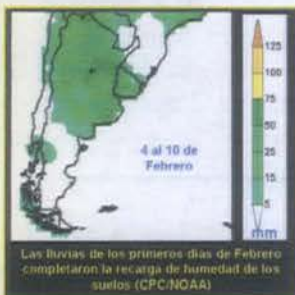 125
100
75
50
25
15
5
mm
4 al 10 de
Febrero
Las lluvias de los primeros días de Febrero
completaron la recarga de humedad de los
suelos (CPC/NOAA)